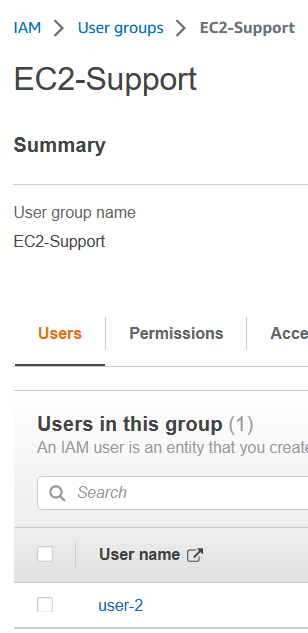 IAM > User groups > EC2-Support
EC2-Support
Summary
User group name
EC2-Support
Users Permissions Acce
Users in this group (1)
An IAM user is an entity that you create
Search
User name
user-2